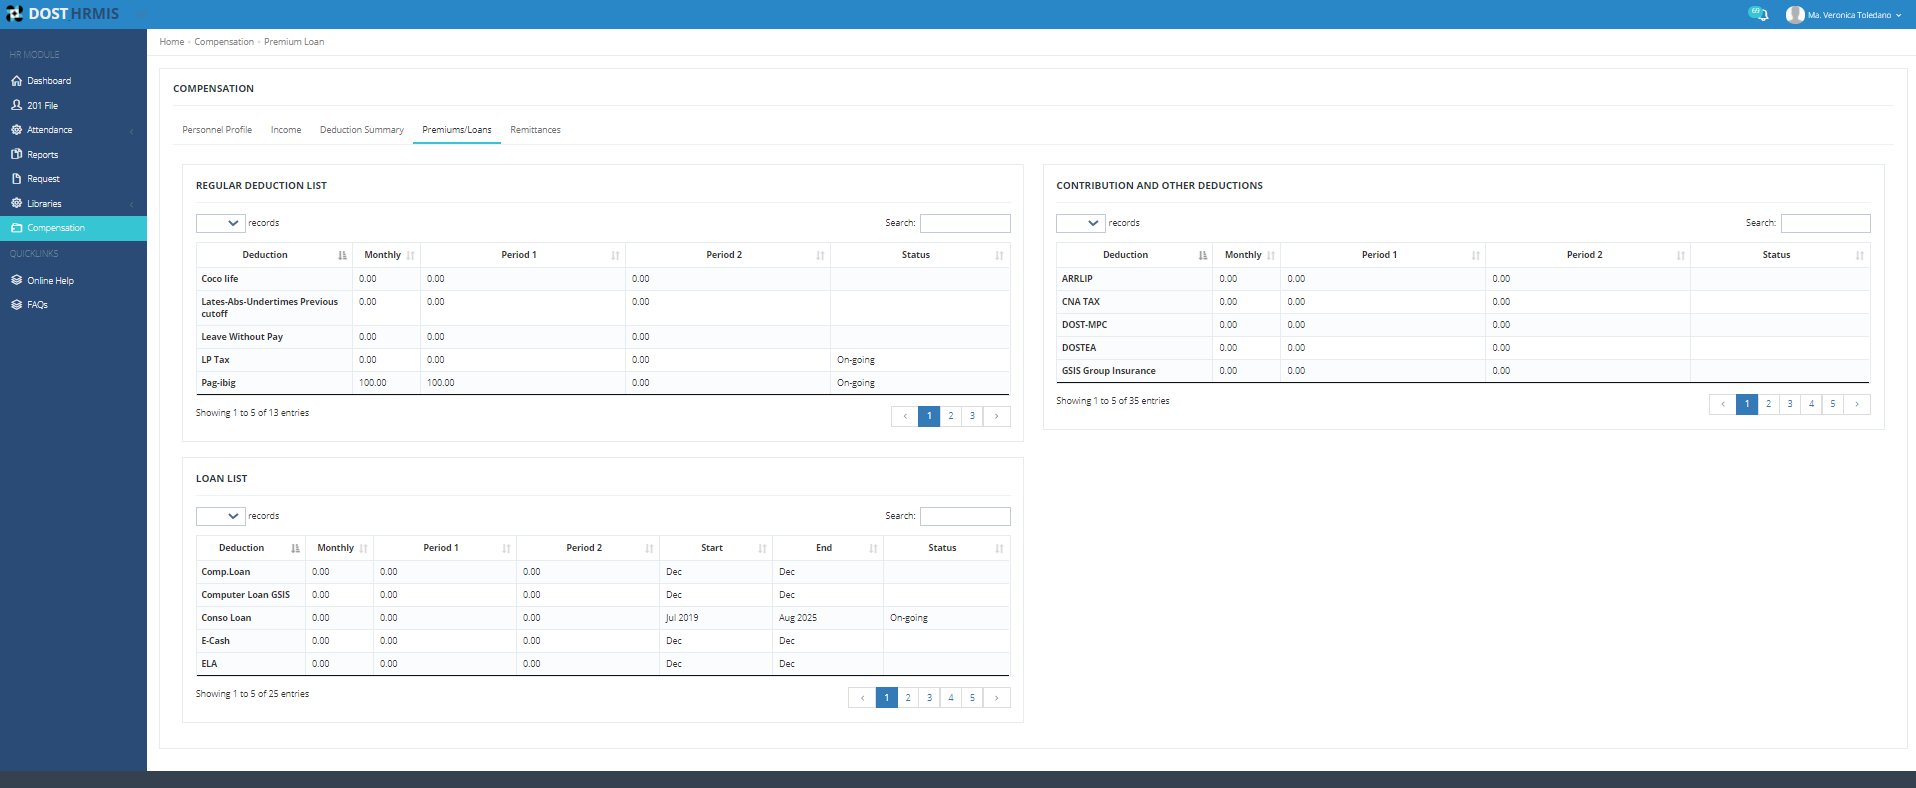 DOST_HRMIS
69
Ma. Veronica Toledano
HR MODULE
Dashboard
201 File
Attendance
Reports
Request
Libraries
Compensation
QUICKLINKS
Online Help
FAQs
Home - Compensation - Premium Loan
COMPENSATION
Personnel Profile Income Deduction Summary Premiums/Loans Remittances
REGULAR DEDUCTION LIST
records Search:
Deduction Monthly Period 1 Period 2 Status
Coco life 0.00 0.00 0.00
Lates-Abs-Undertimes Previous 0.00 0.00 0.00
cutoff
Leave Without Pay 0.00 0.00 0.00
LP Tax 0.00 0.00 0.00 On-going
Pag-ibig 100.00 100.00 0.00 On-going
Showing 1 to 5 of 13 entries
‹ 1 2 3 ›
CONTRIBUTION AND OTHER DEDUCTIONS
records Search:
Deduction Monthly Period 1 Period 2 Status
ARRLIP 0.00 0.00 0.00
CNA TAX 0.00 0.00 0.00
DOST-MPC 0.00 0.00 0.00
DOSTEA 0.00 0.00 0.00
GSIS Group Insurance 0.00 0.00 0.00
Showing 1 to 5 of 35 entries
‹ 1 2 3 4 5 ›
LOAN LIST
records Search:
Deduction Monthly Period 1 Period 2 Start End Status
Comp.Loan 0.00 0.00 0.00 Dec Dec
Computer Loan GSIS 0.00 0.00 0.00 Dec Dec
Conso Loan 0.00 0.00 0.00 Jul 2019 Aug 2025 On-going
E-Cash 0.00 0.00 0.00 Dec Dec
ELA 0.00 0.00 0.00 Dec Dec
Showing 1 to 5 of 25 entries
‹ 1 2 3 4 5 ›